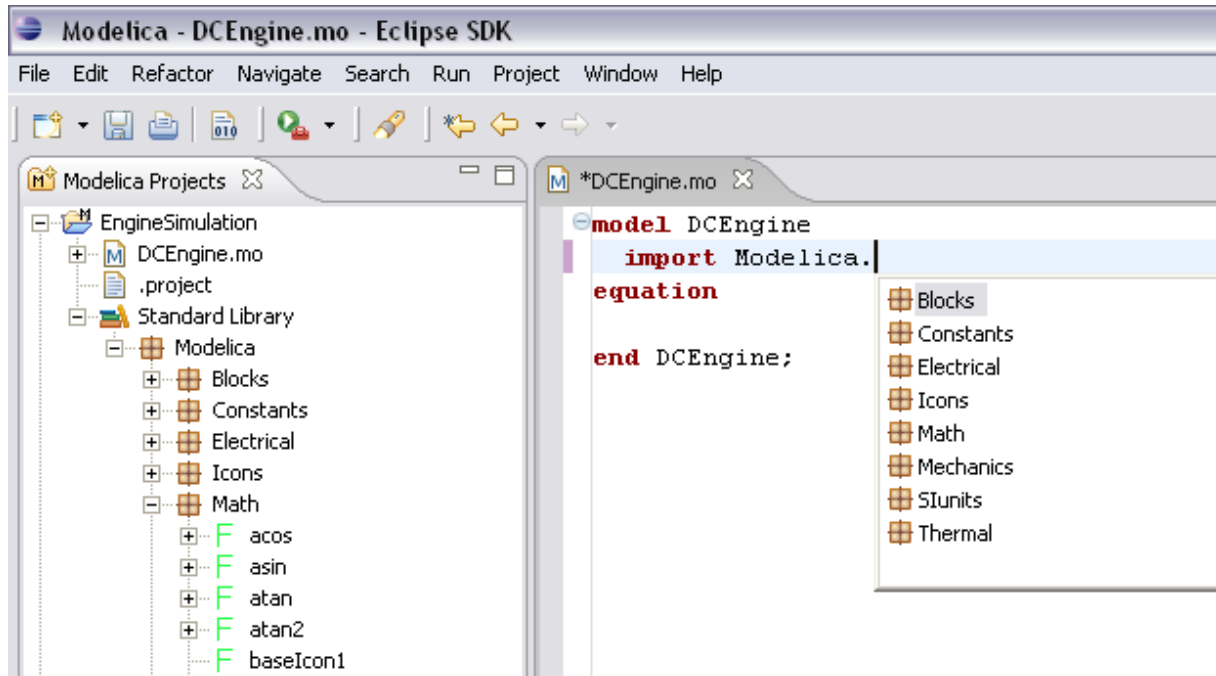 Modelica - DCEngine.mo - Eclipse SDK
File Edit Refactor Navigate Search Run Project Window Help
010
Modelica Projects
EngineSimulation
DCEngine.mo
.project
Standard Library
Modelica
Blocks
Constants
Electrical
Icons
Math
acos
asin
atan
atan2
baseIcon1
*DCEngine.mo
model DCEngine
import Modelica.
equation
end DCEngine;
Blocks
Constants
Electrical
Icons
Math
Mechanics
SIunits
Thermal